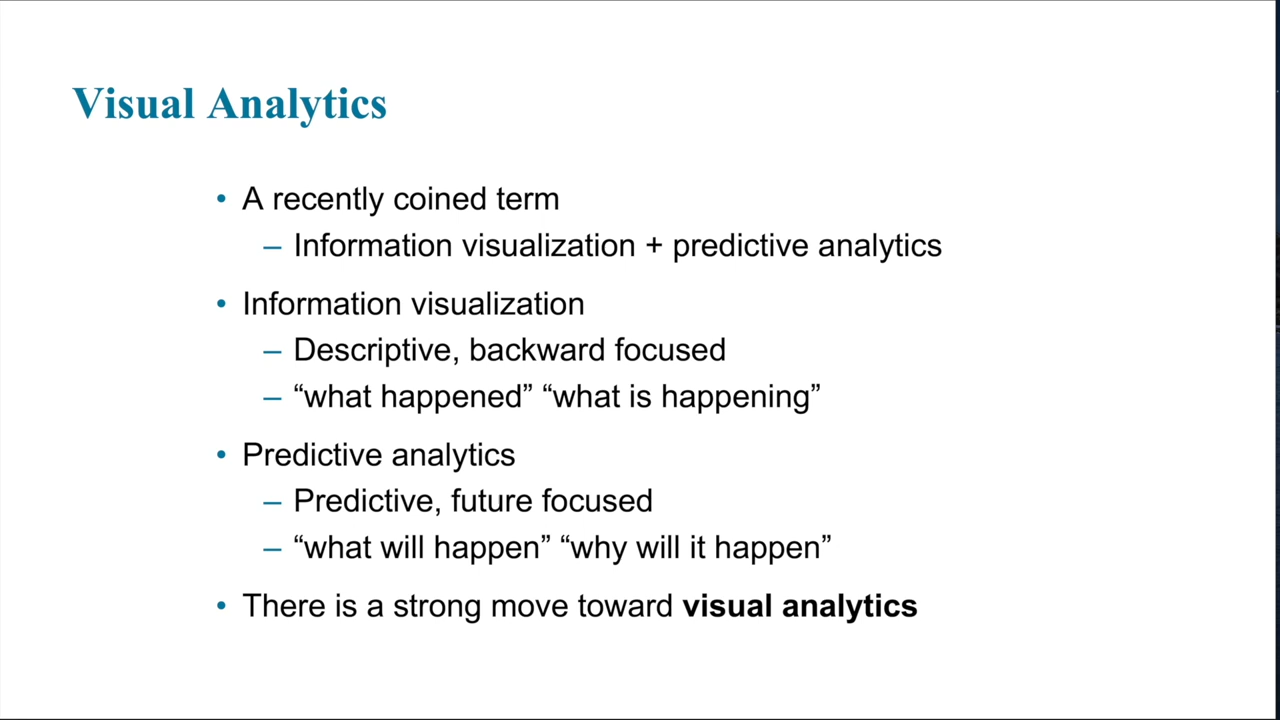 Visual Analytics
• A recently coined term
– Information visualization + predictive analytics
• Information visualization
– Descriptive, backward focused
– “what happened” “what is happening”
• Predictive analytics
– Predictive, future focused
– “what will happen” “why will it happen”
• There is a strong move toward visual analytics